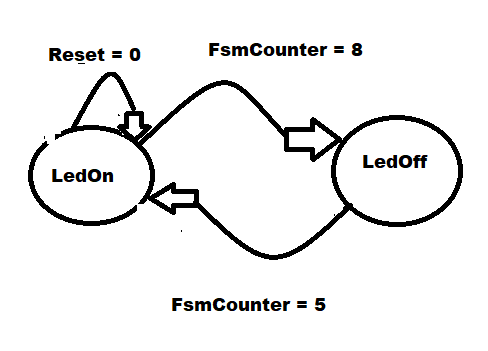 Reset = 0
FsmCounter = 8
LedOn
LedOff
FsmCounter = 5